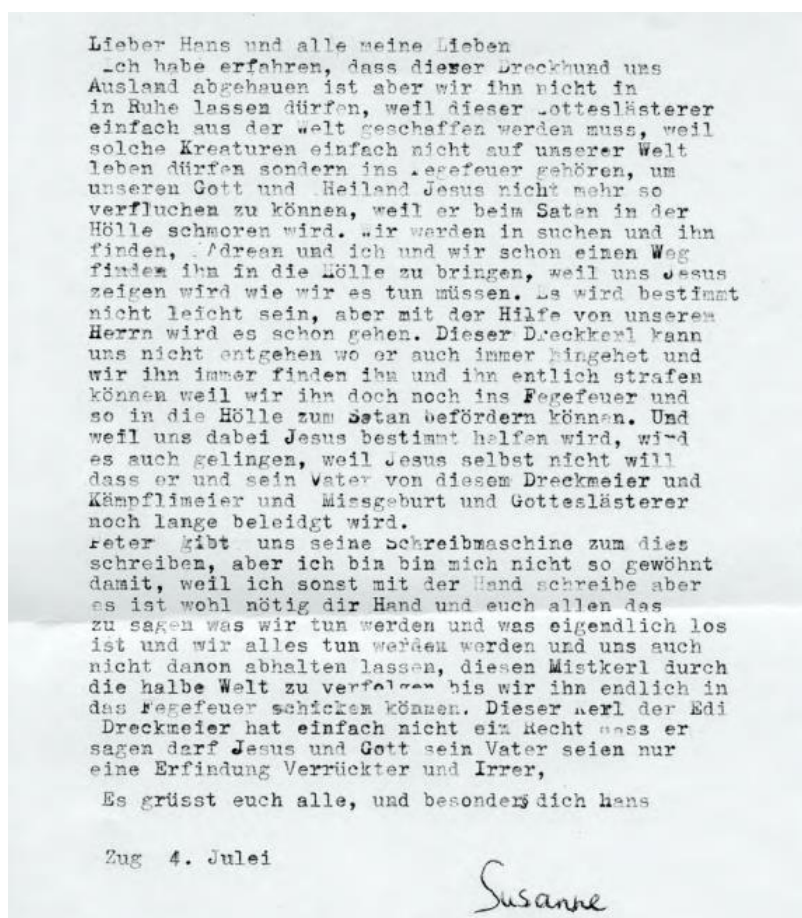 Lieber Hans und alle meine Lieben
Ich habe erfahren, dass dieser Dreckhund uns
Ausland abgehauen ist aber wir ihn nicht in
in Ruhe lassen dürfen, weil dieser Gotteslästerer
einfach aus der Welt geschaffen werden muss, weil
solche Kreaturen einfach nicht auf unserer Welt
leben dürfen sondern ins Fegefeuer gehören, um
unseren Gott und Heiland Jesus nicht mehr so
verfluchen zu können, weil er beim Satan in der
Hölle schmoren wird. Wir werden in suchen und ihn
finden, Adrean und ich und wir schon einen Weg
finden ihn in die Hölle zu bringen, weil uns Jesus
zeigen wird wie wir es tun müssen. Es wird bestimmt
nicht leicht sein, aber mit der Hilfe von unserem
Herrn wird es schon gehen. Dieser Dreckkerl kann
uns nicht entgehen wo er auch immer hingehet und
wir ihn immer finden ihn und ihn entlich strafen
können weil wir ihn doch noch ins Fegefeuer und
so in die Hölle zum Satan befördern können. Und
weil uns dabei Jesus bestimmt helfen wird, wird
es auch gelingen, weil Jesus selbst nicht will
dass er und sein Vater von diesem Dreckmeier und
Kämpflimeier und Missgeburt und Gotteslästerer
noch lange beleidgt wird.
Peter gibt uns seine Schreibmaschine zum dies
schreiben, aber ich bin bin mich nicht so gewöhnt
damit, weil ich sonst mit der Hand schreibe aber
es ist wohl nötig dir Hand und euch allen das
zu sagen was wir tun werden und was eigendlich los
ist und wir alles tun werden werden und uns auch
nicht danon abhalten lassen, diesen Mistkerl durch
die halbe Welt zu verfolgen bis wir ihn endlich in
das Fegefeuer schicken können. Dieser Kerl der Edi
Dreckmeier hat einfach nicht ein Recht dass er
sagen darf Jesus und Gott sein Vater seien nur
eine Erfindung Verrückter und Irrer,
Es grüsst euch alle, und besonders dich hans
Zug 4. Julei
Susanne